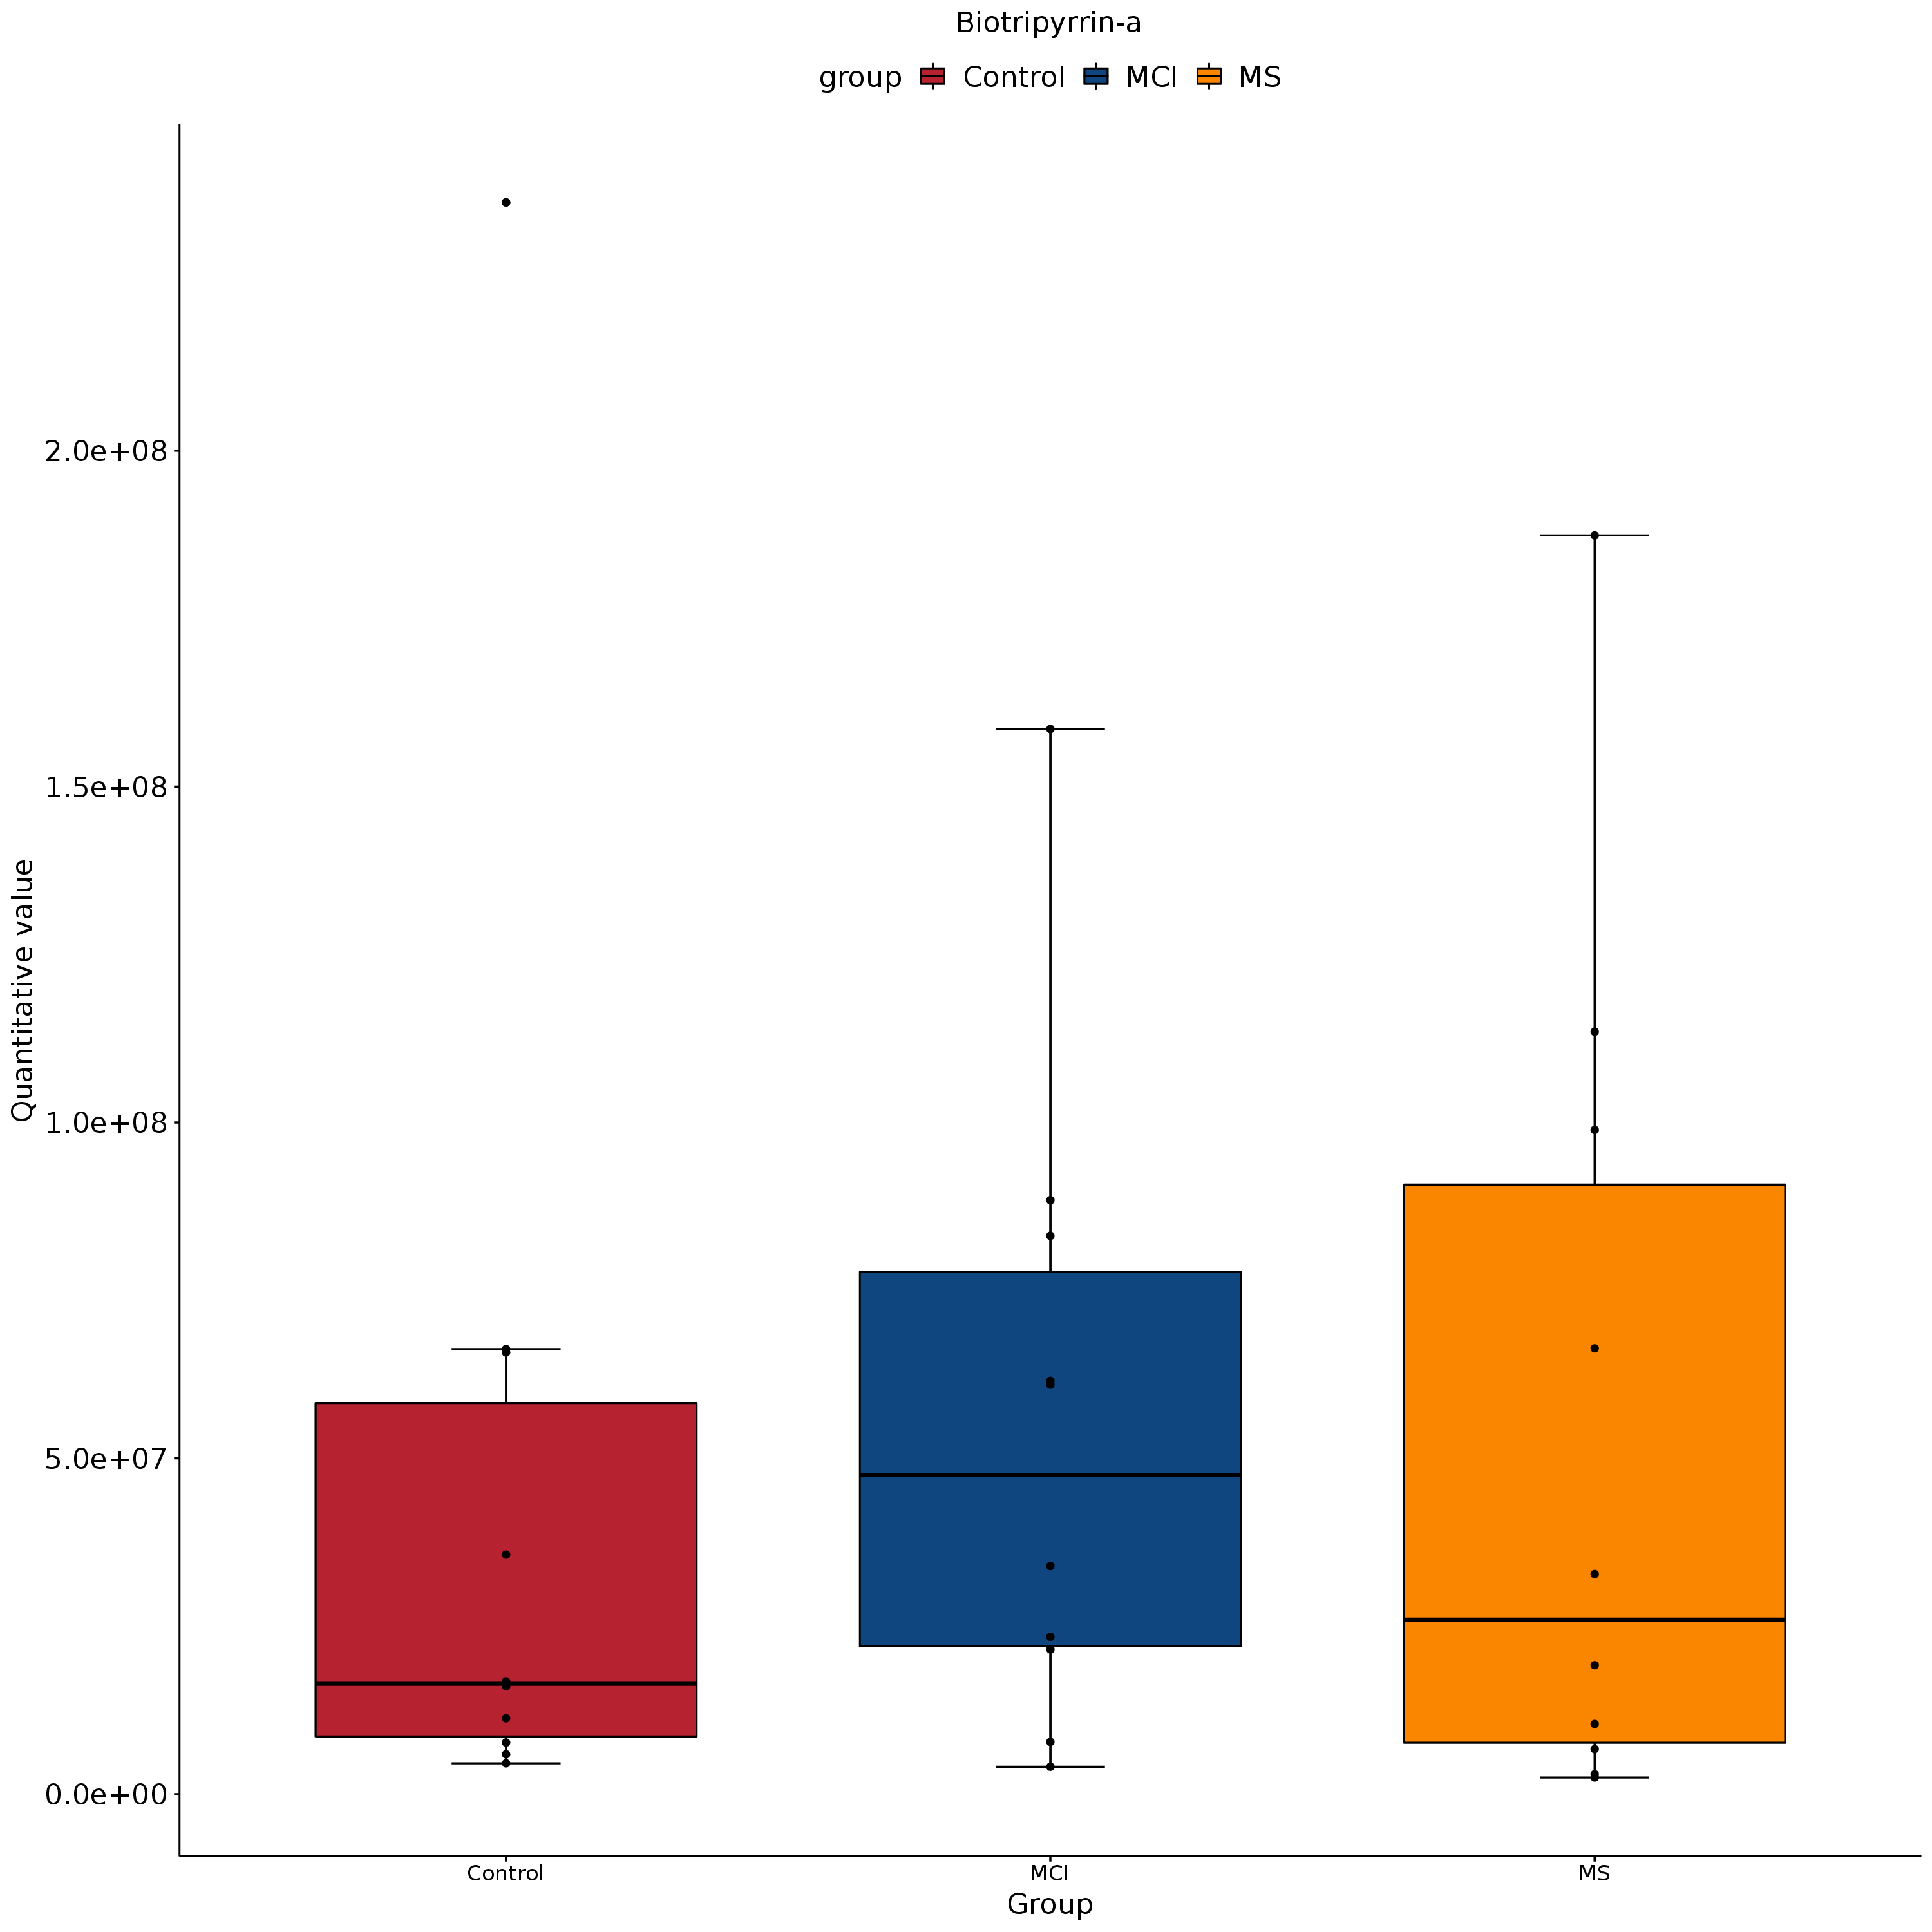 Biotripyrrin-a
group Control MCI MS
Quantitative value
2.0e+08
1.5e+08
1.0e+08
5.0e+07
0.0e+00
Control MCI MS
Group